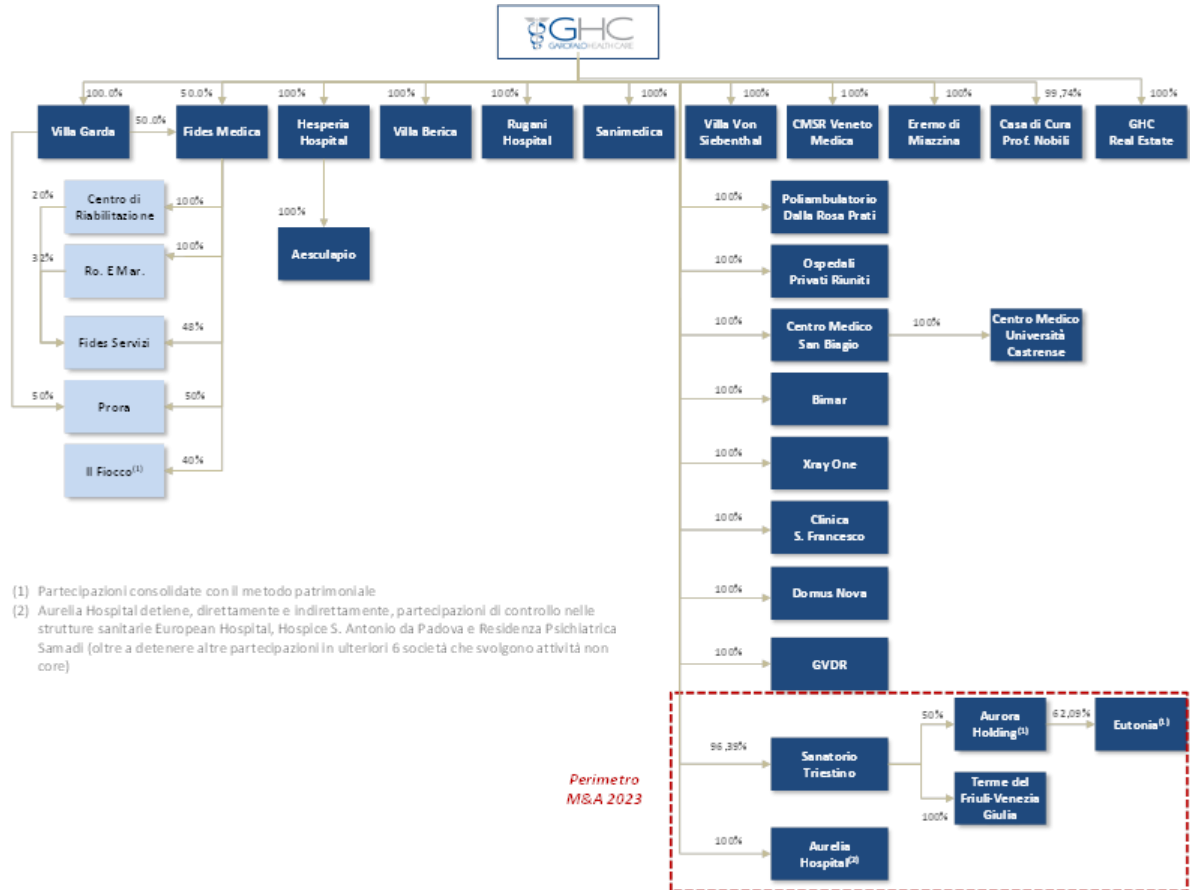 GHC
GAROFALO HEALTH CARE
100.0%
50.0%
100%
100%
100%
100%
100%
100%
100%
99,74%
100%
Villa Garda
50.0%
Fides Medica
Hesperia
Hospital
Villa Berica
Rugani
Hospital
Sanimedica
Villa Von
Siebenthal
CMSR Veneto
Medica
Eremo di
Miazzina
Casa di Cura
Prof. Nobili
GHC
Real Estate
20%
Centro di
Riabilitazione
100%
32%
Ro. E Mar.
100%
Fides Servizi
48%
50%
Prora
50%
Il Fiocco(1)
40%
100%
Aesculapio
100%
Poliambulatorio
Dalla Rosa Prati
100%
Ospedali
Privati Riuniti
100%
Centro Medico
San Biagio
100%
Centro Medico
Università
Castrense
100%
Bimar
100%
Xray One
100%
Clinica
S. Francesco
100%
Domus Nova
100%
GVDR
(1) Partecipazioni consolidate con il metodo patrimoniale
(2) Aurelia Hospital detiene, direttamente e indirettamente, partecipazioni di controllo nelle
strutture sanitarie European Hospital, Hospice S. Antonio da Padova e Residenza Psichiatrica
Samadi (oltre a detenere altre partecipazioni in ulteriori 6 società che svolgono attività non
core)
Perimetro
M&A 2023
96,39%
Sanatorio
Triestino
50%
Aurora
Holding(1)
62,09%
Eutonia(1)
100%
Terme del
Friuli-Venezia
Giulia
100%
Aurelia
Hospital(2)